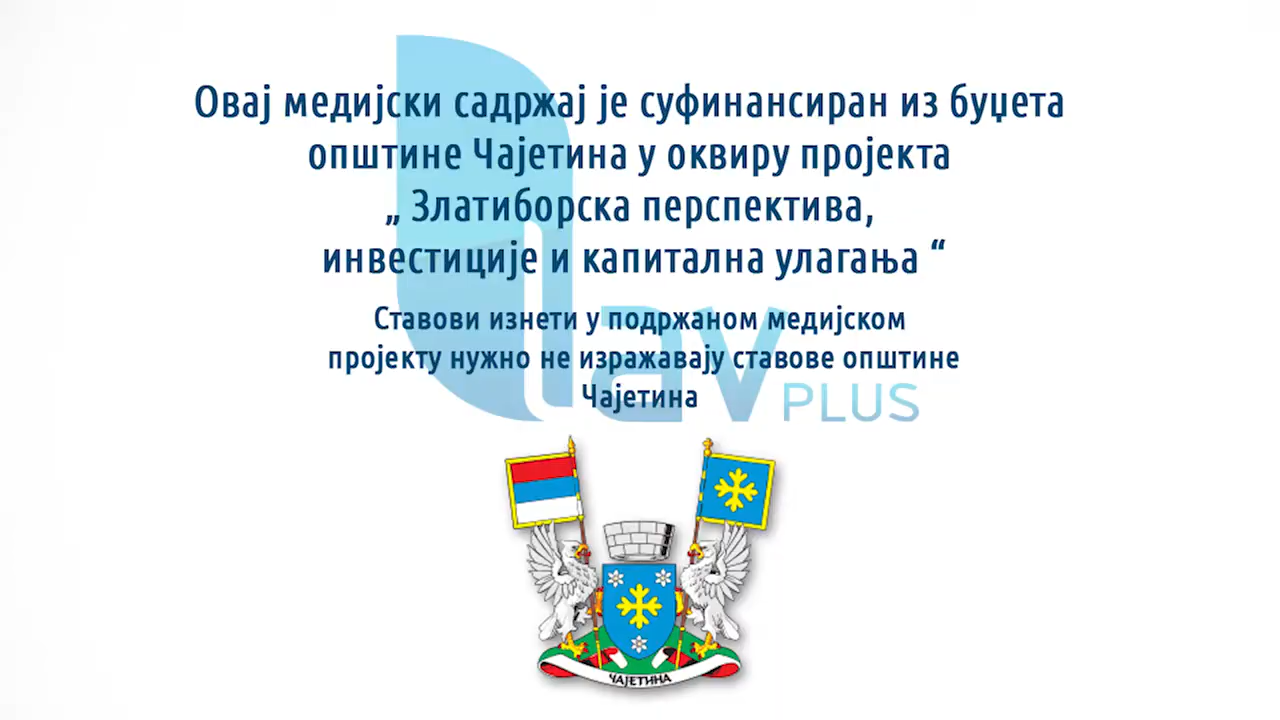 Овај медијски садржај је суфинансиран из буџета
општине Чајетина у оквиру пројекта
„ Златиборска перспектива,
инвестиције и капитална улагања “
Ставови изнети у подржаном медијском
пројекту нужно не изражавају ставове општине
Чајетина
lav PLUS
ЧАЈЕТИНА